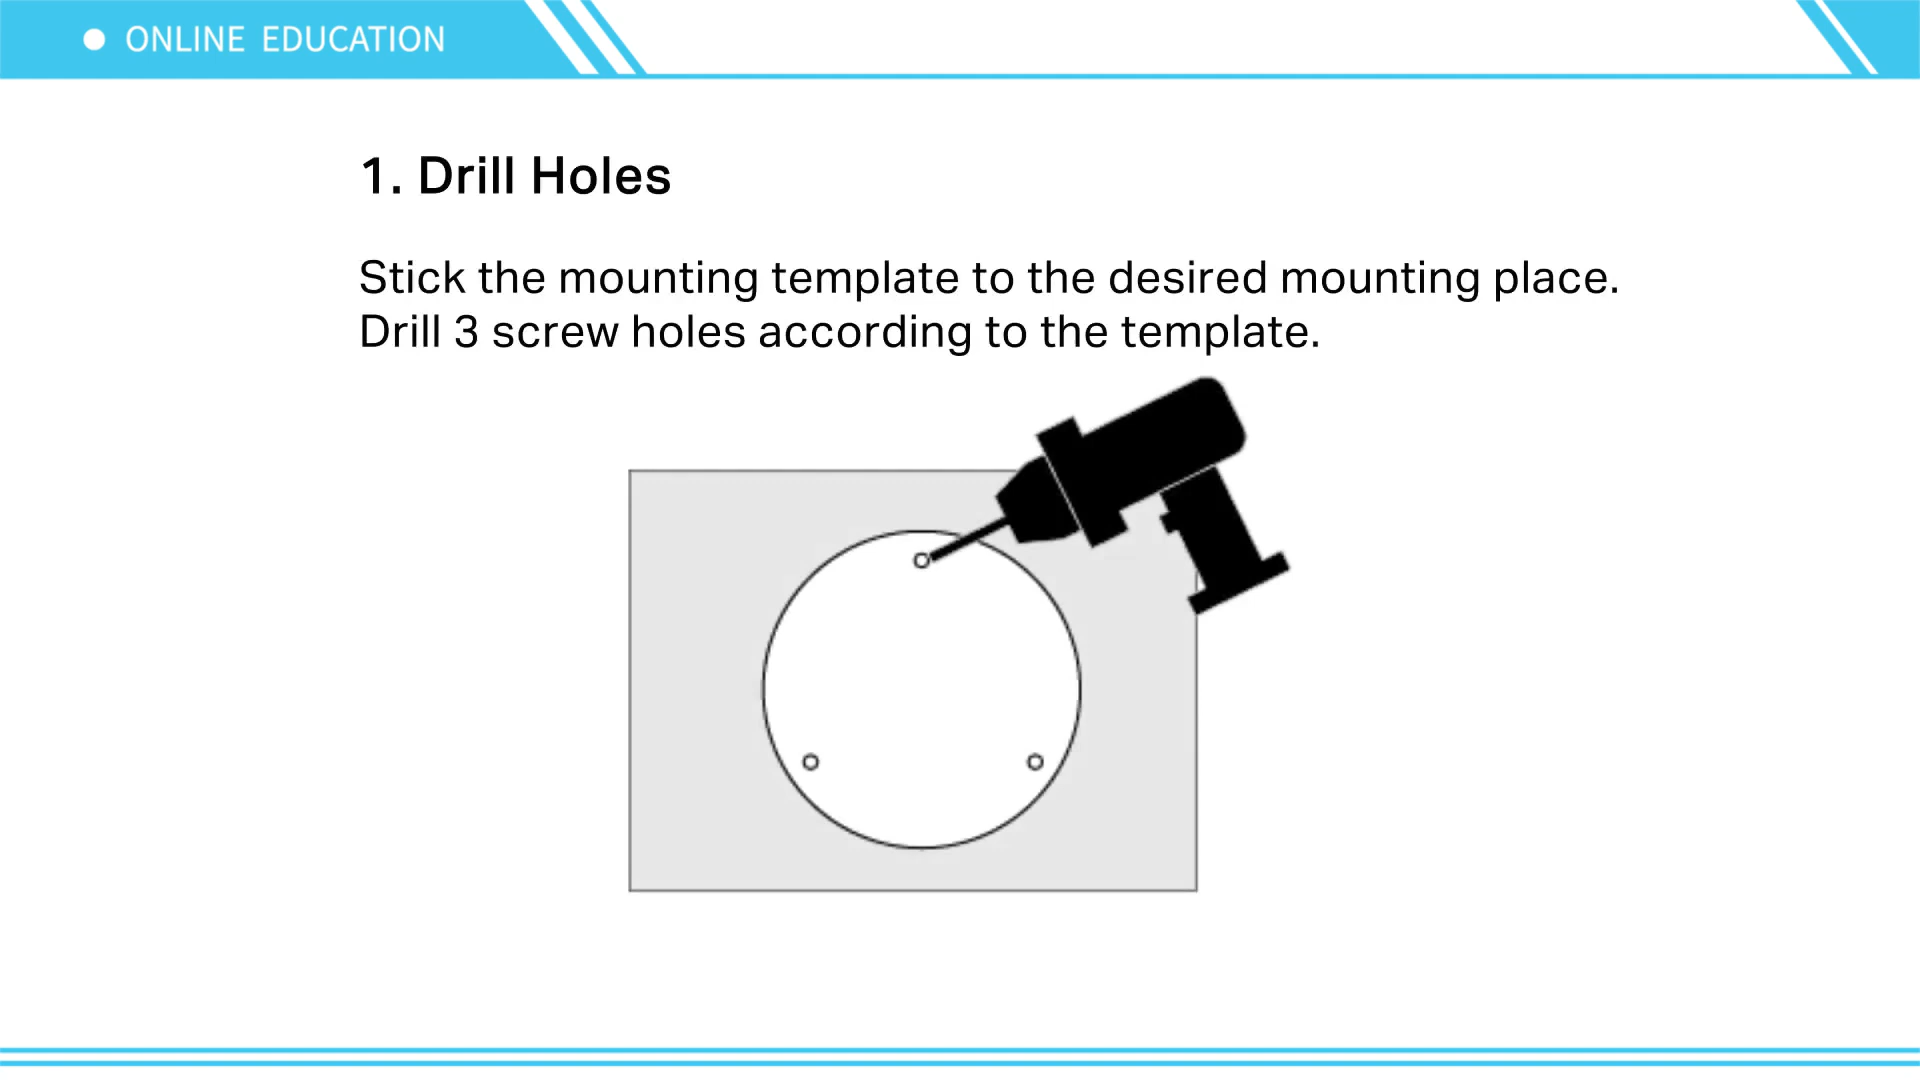 ONLINE EDUCATION
1. Drill Holes
Stick the mounting template to the desired mounting place.
Drill 3 screw holes according to the template.